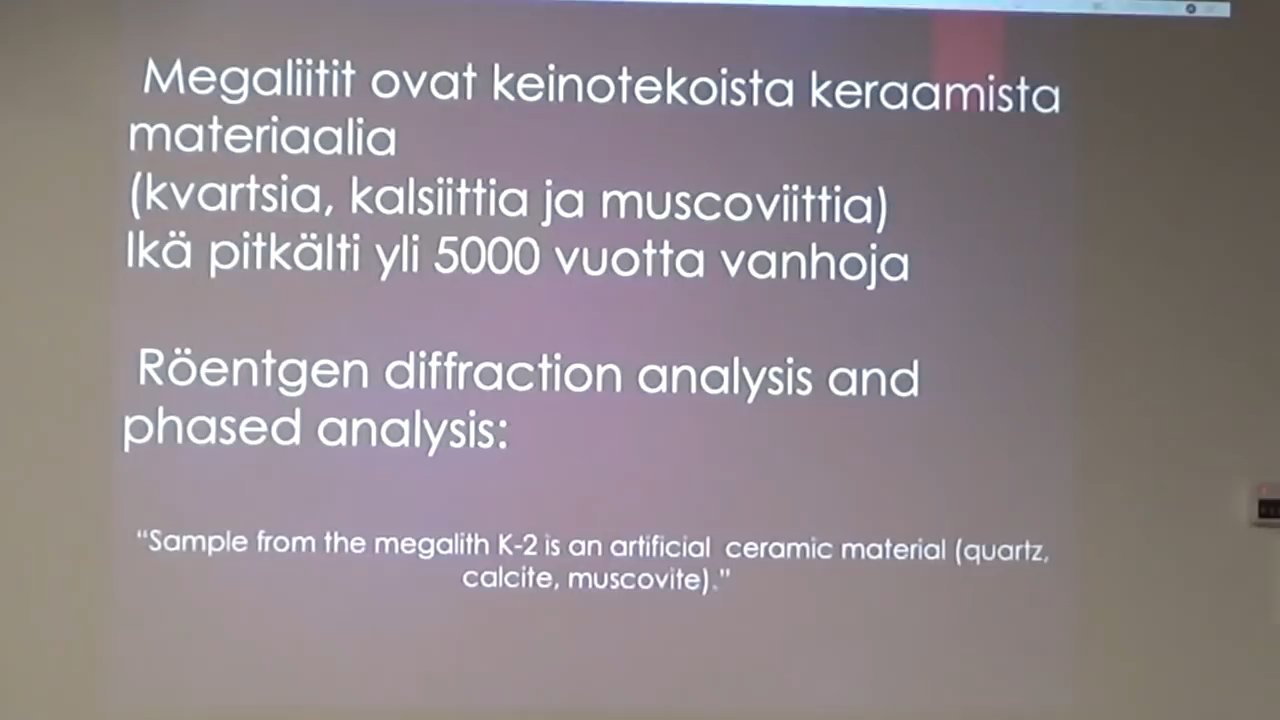 Megaliitit ovat keinotekoista keraamista
materiaalia
(kvartsia, kalsiittia ja muscoviittia)
Ikä pitkälti yli 5000 vuotta vanhoja
Röentgen diffraction analysis and
phased analysis:
“Sample from the megalith K-2 is an artificial ceramic material (quartz,
calcite, muscovite).”